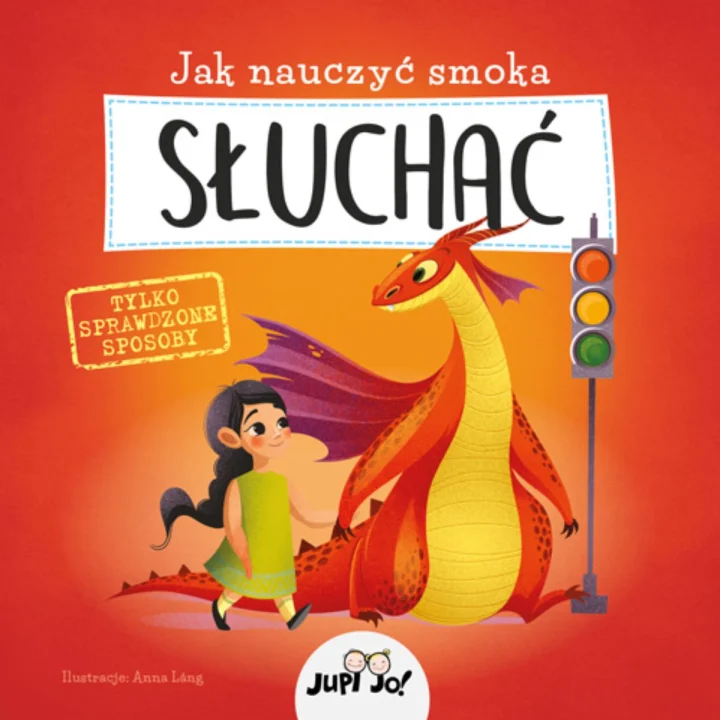 Jak nauczyć smoka
SŁUCHAĆ
TYLKO
SPRAWDZONE
SPOSOBY
Ilustracje: Anna Láng
JUPI JO!